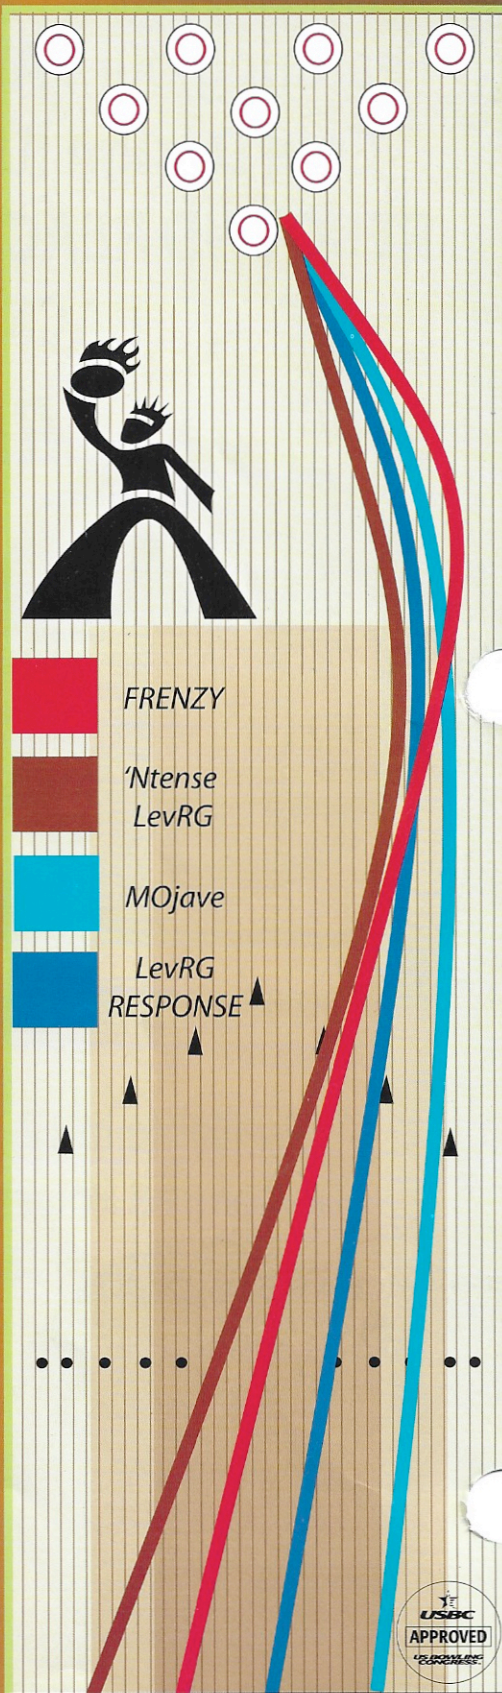 FRENZY
'Ntense
LevRG
MOjave
LevRG
RESPONSE
USBC
APPROVED
US BOWLING
CONGRESS.